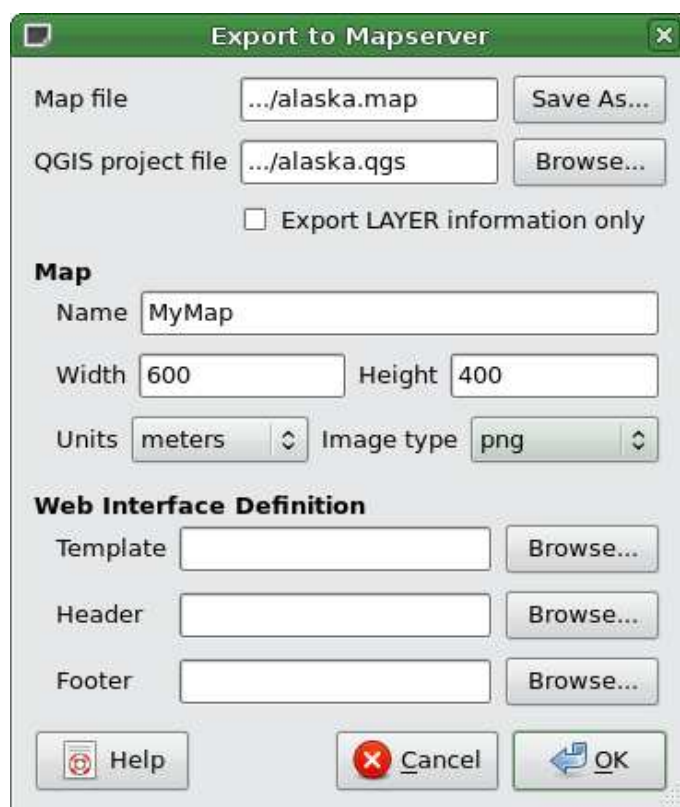 Export to Mapserver
Map file .../alaska.map Save As...
QGIS project file .../alaska.qgs Browse...
Export LAYER information only
Map
Name MyMap
Width 600 Height 400
Units meters Image type png
Web Interface Definition
Template Browse...
Header Browse...
Footer Browse...
Help Cancel OK